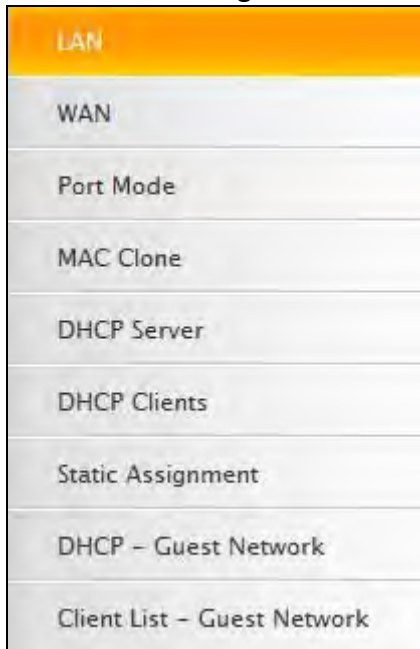 LAN
WAN
Port Mode
MAC Clone
DHCP Server
DHCP Clients
Static Assignment
DHCP – Guest Network
Client List – Guest Network